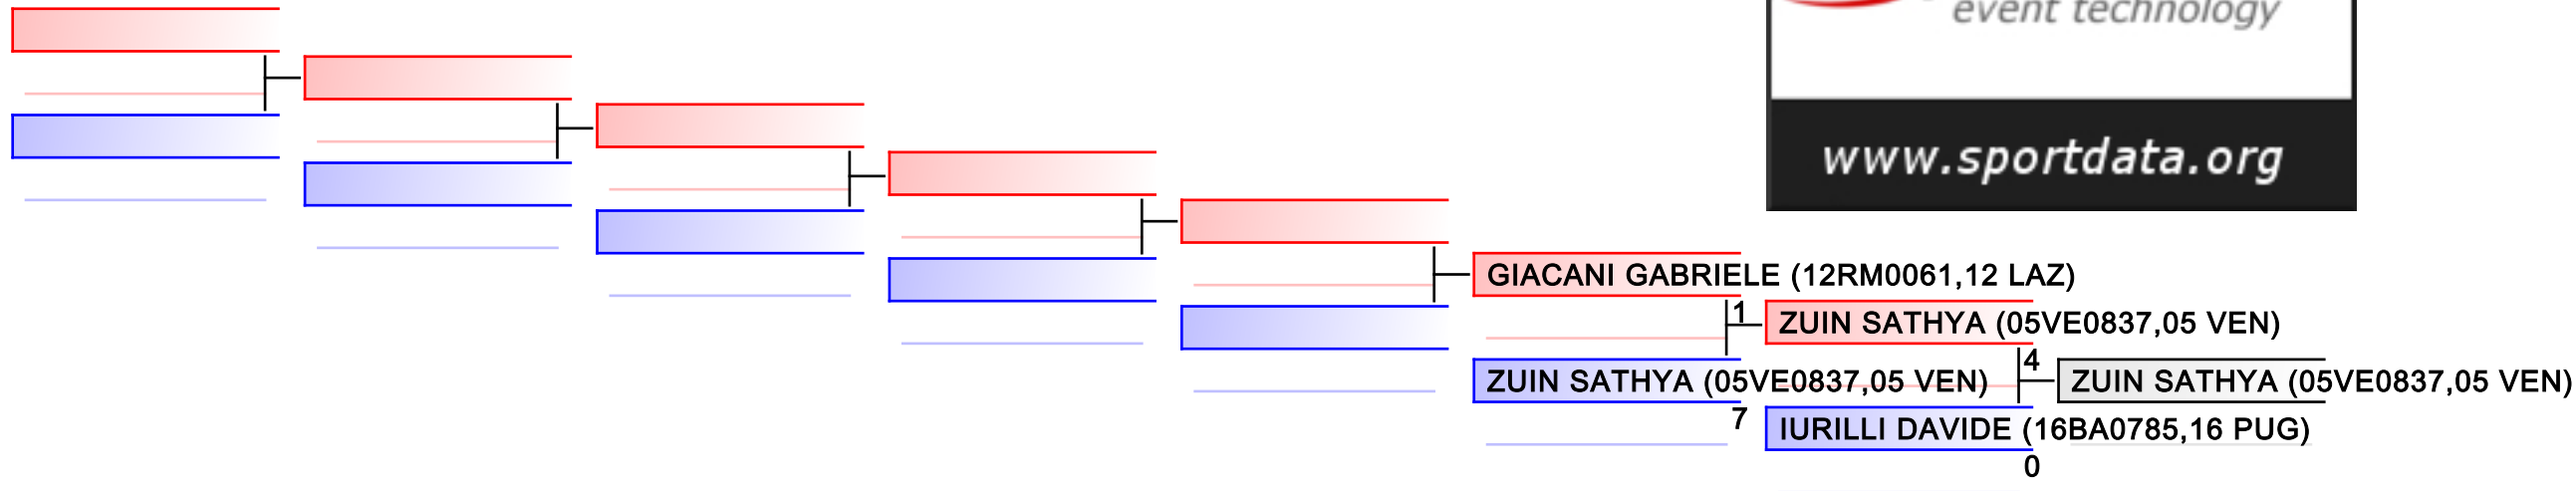 event technology
www.sportdata.org
GIACANI GABRIELE (12RM0061,12 LAZ)
1
ZUIN SATHYA (05VE0837,05 VEN)
4
ZUIN SATHYA (05VE0837,05 VEN)
ZUIN SATHYA (05VE0837,05 VEN)
7
IURILLI DAVIDE (16BA0785,16 PUG)
0